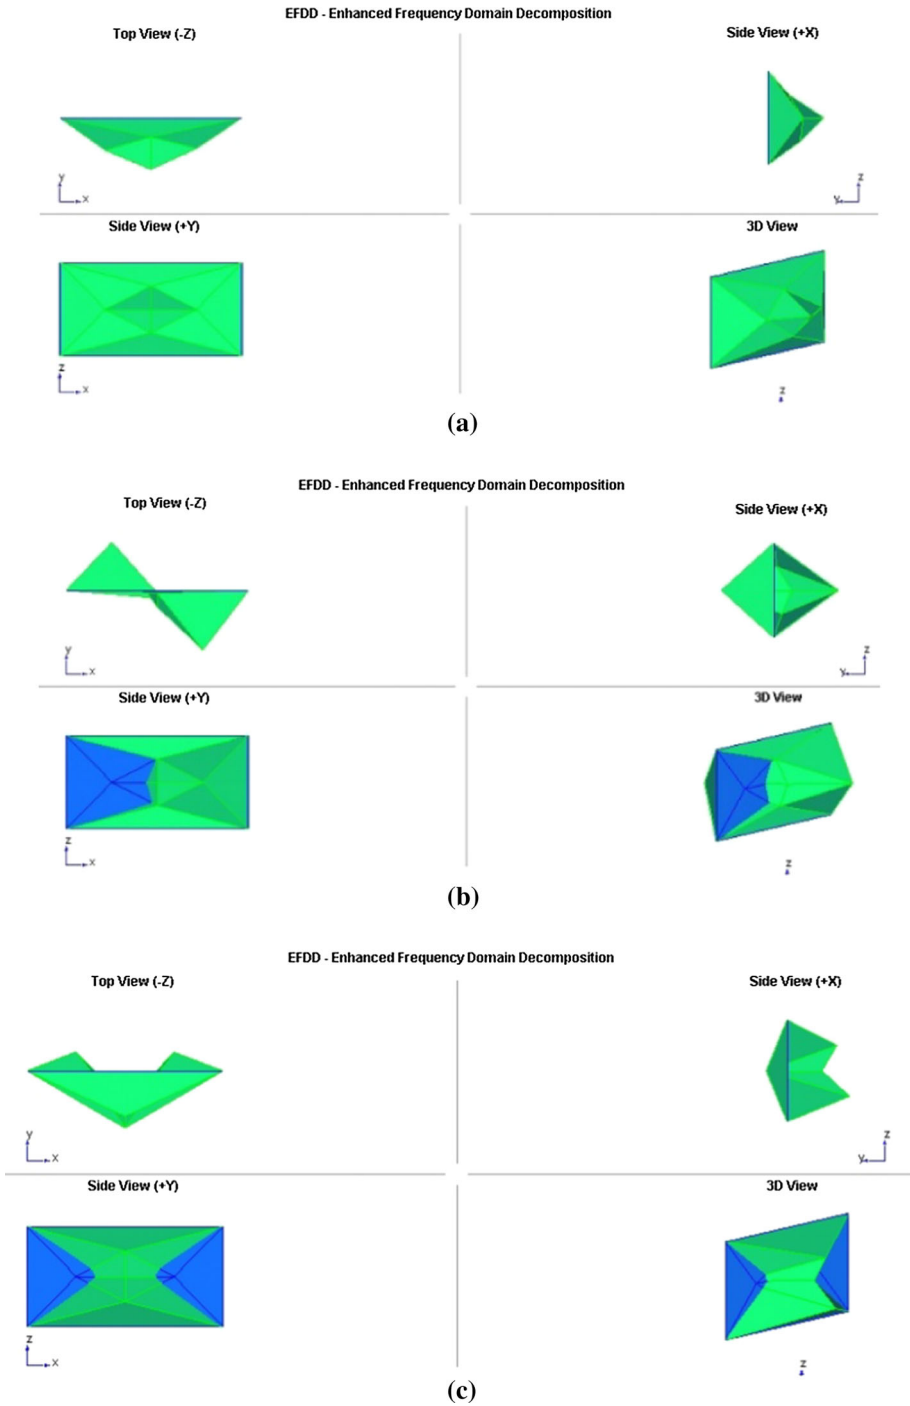 EFDD - Enhanced Frequency Domain Decomposition
Top View (-Z)
Side View (+X)
y
x
z
y
Side View (+Y)
3D View
z
x
z
(a)
EFDD - Enhanced Frequency Domain Decomposition
Top View (-Z)
Side View (+X)
y
x
z
y
Side View (+Y)
3D View
z
x
z
(b)
EFDD - Enhanced Frequency Domain Decomposition
Top View (-Z)
Side View (+X)
y
x
z
y
Side View (+Y)
3D View
z
x
z
(c)